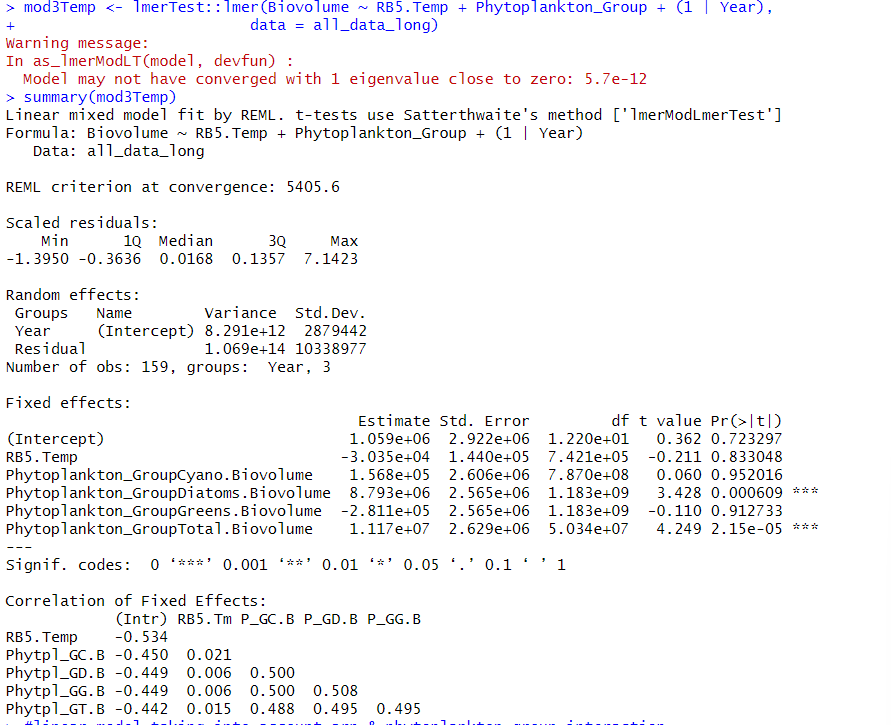 > mod3Temp <- lmerTest::lmer(Biovolume ~ RB5.Temp + Phytoplankton_Group + (1 | Year),
+                            data = all_data_long)
Warning message:
In as_lmerModLT(model, devfun) :
  Model may not have converged with 1 eigenvalue close to zero: 5.7e-12
> summary(mod3Temp)
Linear mixed model fit by REML. t-tests use Satterthwaite's method ['lmerModLmerTest']
Formula: Biovolume ~ RB5.Temp + Phytoplankton_Group + (1 | Year)
   Data: all_data_long

REML criterion at convergence: 5405.6

Scaled residuals:
    Min      1Q  Median      3Q     Max
-1.3950 -0.3636  0.0168  0.1357  7.1423

Random effects:
 Groups   Name        Variance  Std.Dev.
 Year     (Intercept) 8.291e+12  2879442
 Residual             1.069e+14 10338977
Number of obs: 159, groups:  Year, 3

Fixed effects:
                                      Estimate Std. Error         df t value Pr(>|t|)
(Intercept)                          1.059e+06  2.922e+06  1.220e+01   0.362 0.723297
RB5.Temp                            -3.035e+04  1.440e+05  7.421e+05  -0.211 0.833048
Phytoplankton_GroupCyano.Biovolume   1.568e+05  2.606e+06  7.870e+08   0.060 0.952016
Phytoplankton_GroupDiatoms.Biovolume 8.793e+06  2.565e+06  1.183e+09   3.428 0.000609 ***
Phytoplankton_GroupGreens.Biovolume -2.811e+05  2.565e+06  1.183e+09  -0.110 0.912733
Phytoplankton_GroupTotal.Biovolume   1.117e+07  2.629e+06  5.034e+07   4.249 2.15e-05 ***
---
Signif. codes:  0 ‘***’ 0.001 ‘**’ 0.01 ‘*’ 0.05 ‘.’ 0.1 ‘ ’ 1

Correlation of Fixed Effects:
            (Intr) RB5.Tm P_GC.B P_GD.B P_GG.B
RB5.Temp    -0.534
Phytpl_GC.B -0.450  0.021
Phytpl_GD.B -0.449  0.006  0.500
Phytpl_GG.B -0.449  0.006  0.500  0.508
Phytpl_GT.B -0.442  0.015  0.488  0.495  0.495